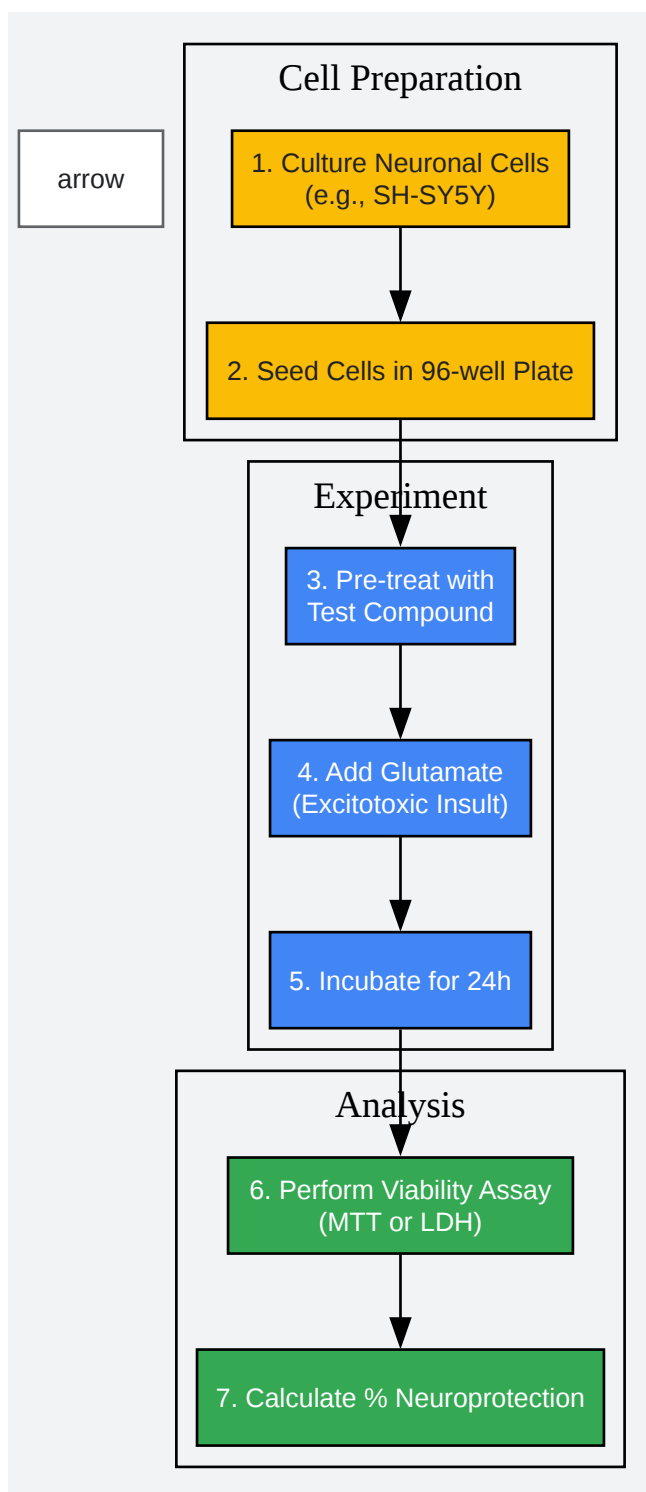 Cell Preparation
arrow
1. Culture Neuronal Cells
(e.g., SH-SY5Y)
2. Seed Cells in 96-well Plate
Experiment
3. Pre-treat with
Test Compound
4. Add Glutamate
(Excitotoxic Insult)
5. Incubate for 24h
Analysis
6. Perform Viability Assay
(MTT or LDH)
7. Calculate % Neuroprotection